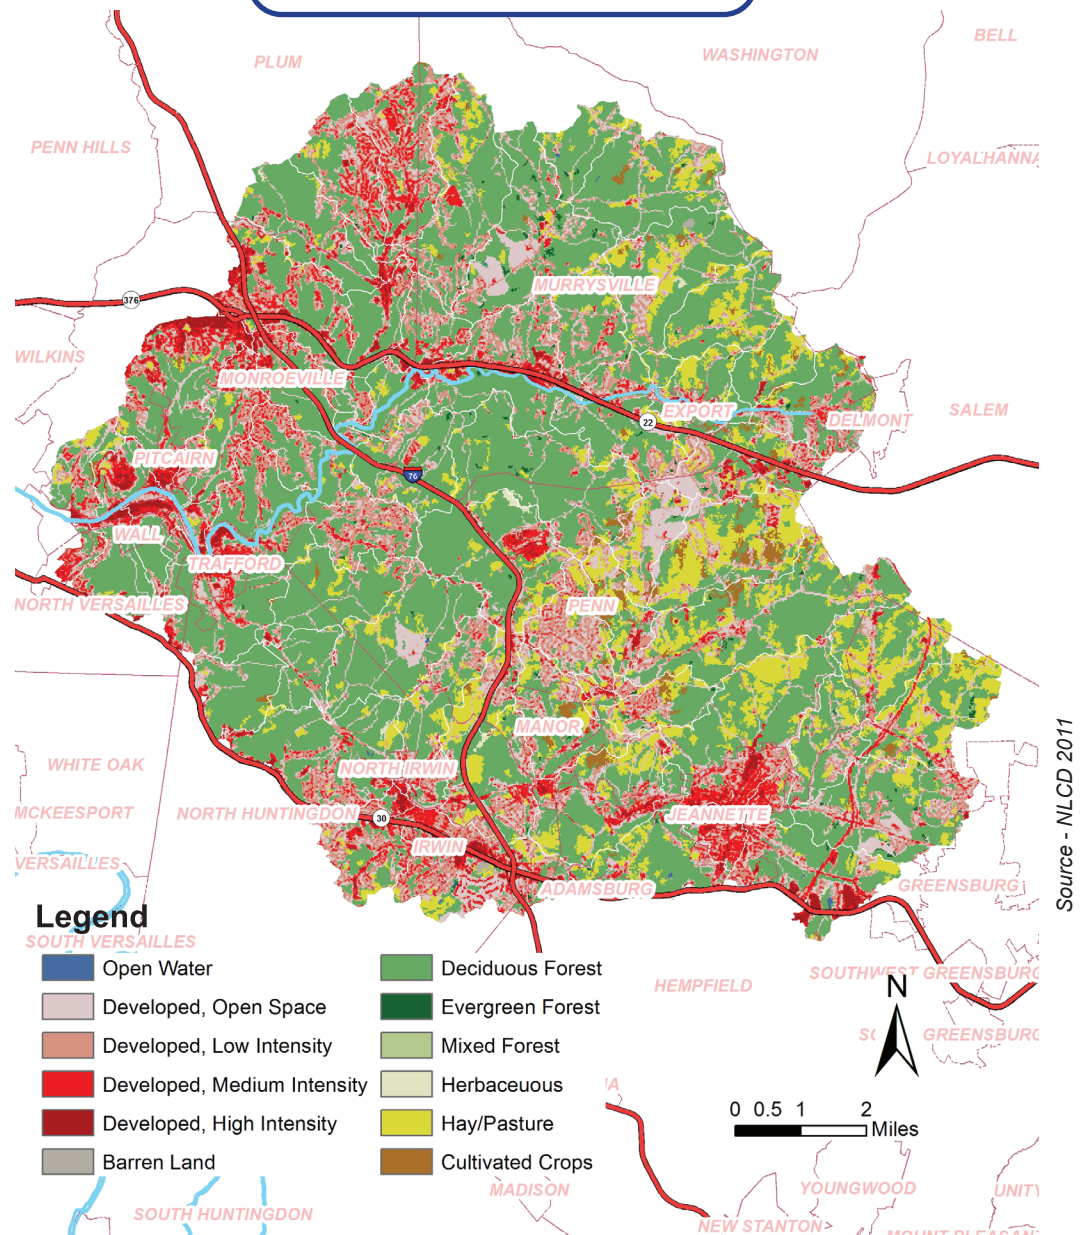 BELL
WASHINGTON
PLUM
PENN HILLS
LOYALHANNA
MURRYSVILLE
376
WILKINS
MONROEVILLE
EXPORT
SALEM
DELMONT
22
PITCAIRN
76
WALL
TRAFFORD
NORTH VERSAILLES
PENN
MANOR
WHITE OAK
NORTH IRWIN
MCKEESPORT
NORTH HUNTINGDON
30
JEANNETTE
IRWIN
VERSAILLES
ADAMSBURG
GREENSBURG
Source - NLCD 2011
Legend
SOUTH VERSAILLES
Open Water
Developed, Open Space
Developed, Low Intensity
Developed, Medium Intensity
Developed, High Intensity
Barren Land
Deciduous Forest
Evergreen Forest
Mixed Forest
Herbaceuous
Hay/Pasture
Cultivated Crops
HEMPFIELD
SOUTHWEST GREENSBURG
N
GREENSBURG
0 0.5 1 2
Miles
MADISON
YOUNGWOOD
UNITY
SOUTH HUNTINGDON
NEW STANTON